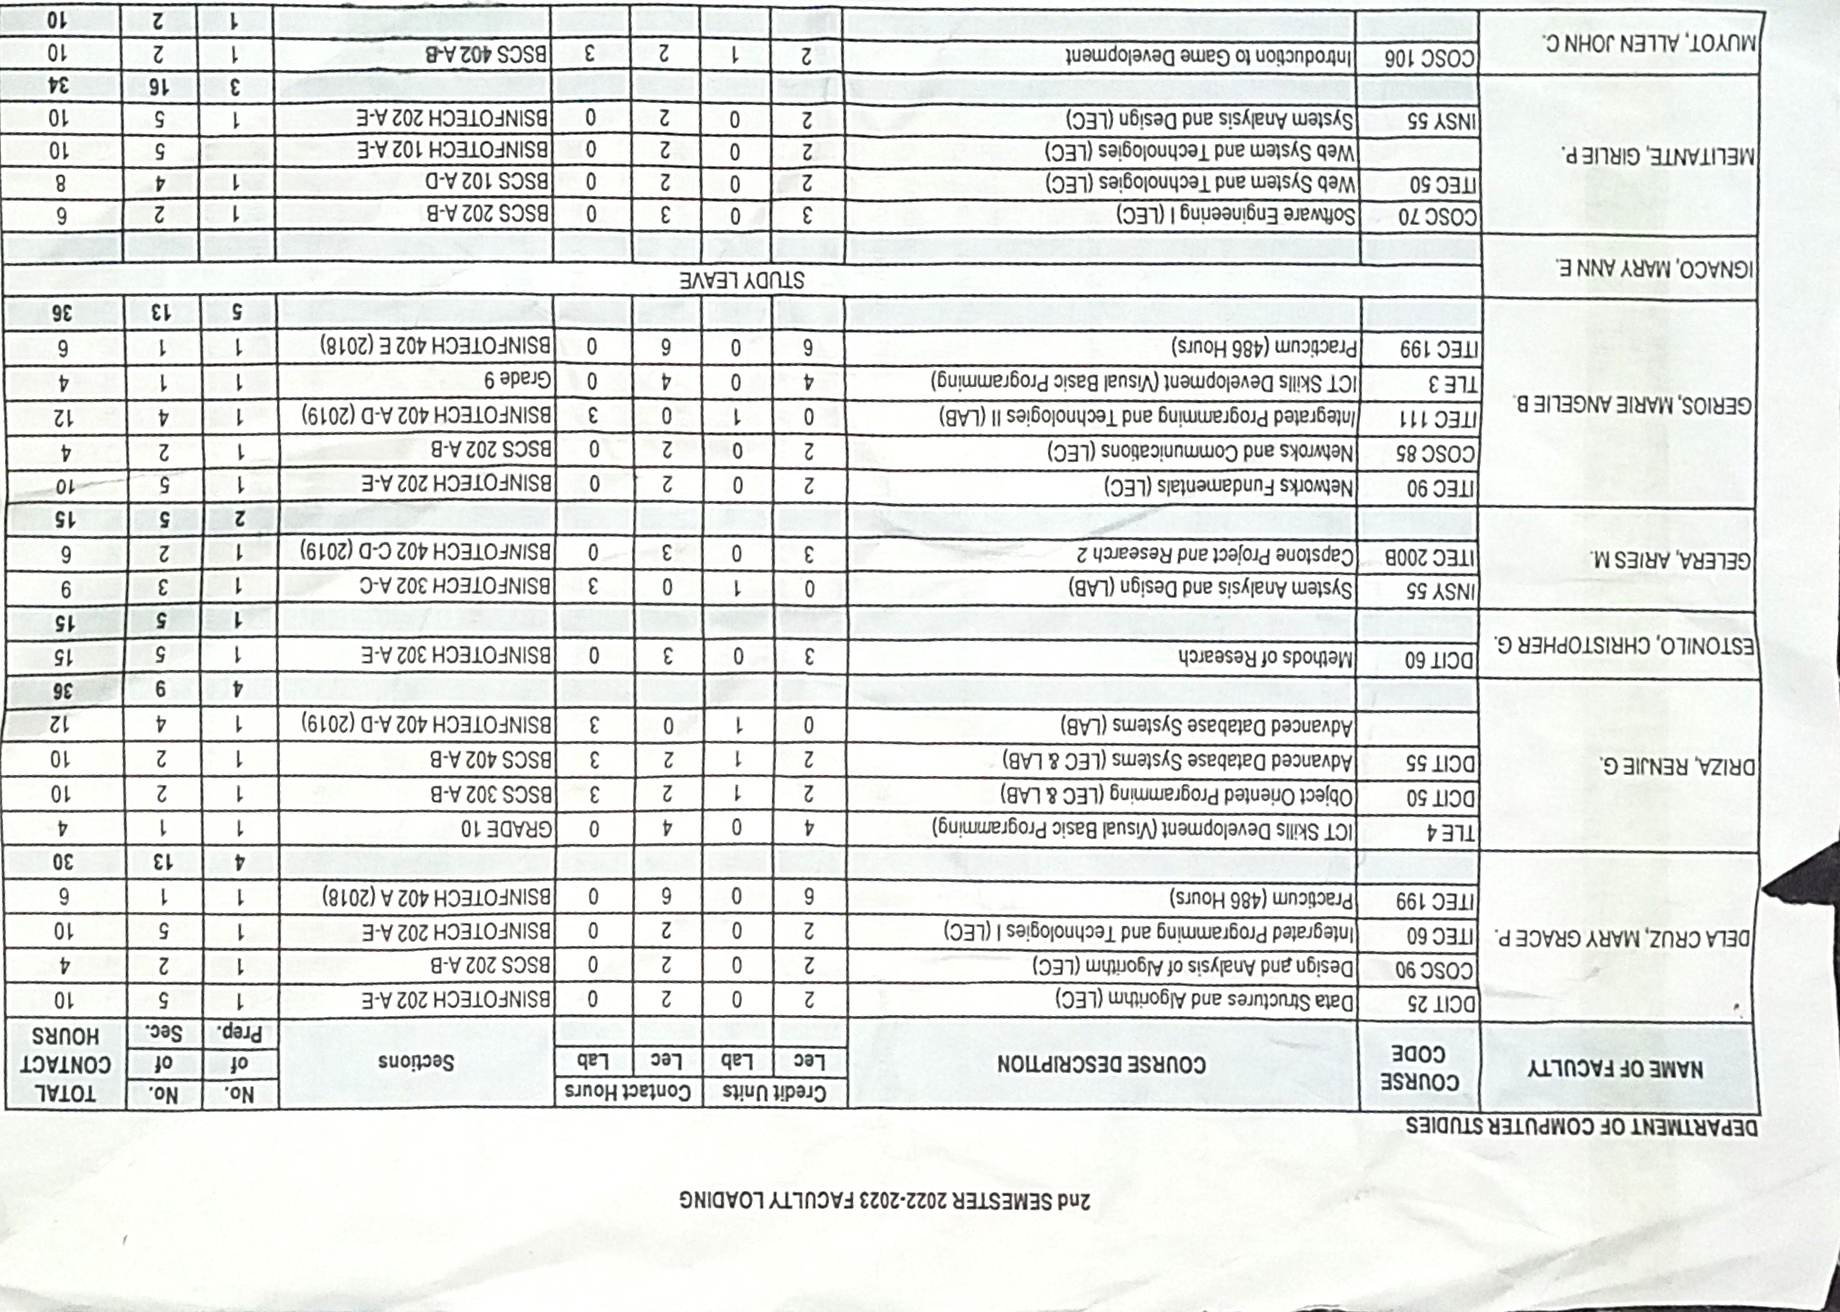 2nd SEMESTER 2022-2023 FACULTY LOADING
DEPARTMENT OF COMPUTER STUDIES
NAME OF FACULTY COURSE CODE COURSE DESCRIPTION Credit Units Contact Hours Sections No. of Prep. No. of Sec. TOTAL CONTACT HOURS
Lec Lab Lec Lab
DELA CRUZ, MARY GRACE P.
DCIT 25 Data Structures and Algorithm (LEC) 2 0 2 0 BSINFOTECH 202 A-E 1 5 10
COSC 90 Design and Analysis of Algorithm (LEC) 2 0 2 0 BSCS 202 A-B 1 2 4
ITEC 60 Integrated Programming and Technologies I (LEC) 2 0 2 0 BSINFOTECH 202 A-E 1 5 10
ITEC 199 Practicum (486 Hours) 6 0 6 0 BSINFOTECH 402 A (2018) 1 1 6
4 13 30
DRIZA, RENJIE G.
TLE 4 ICT Skills Development (Visual Basic Programming) 4 0 4 0 GRADE 10 1 1 4
DCIT 50 Object Oriented Programming (LEC & LAB) 2 1 2 3 BSCS 302 A-B 1 2 10
DCIT 55 Advanced Database Systems (LEC & LAB) 2 1 2 3 BSCS 402 A-B 1 2 10
Advanced Database Systems (LAB) 0 1 0 3 BSINFOTECH 402 A-D (2019) 1 4 12
4 9 36
ESTONILO, CHRISTOPHER G.
DCIT 60 Methods of Research 3 0 3 0 BSINFOTECH 302 A-E 1 5 15
1 5 15
GELERA, ARIES M.
INSY 55 System Analysis and Design (LAB) 0 1 0 3 BSINFOTECH 302 A-C 1 3 9
ITEC 200B Capstone Project and Research 2 3 0 3 0 BSINFOTECH 402 C-D (2019) 1 2 6
2 5 15
GERIOS, MARIE ANGELIE B.
ITEC 90 Networks Fundamentals (LEC) 2 0 2 0 BSINFOTECH 202 A-E 1 5 10
COSC 85 Netwroks and Communications (LEC) 2 0 2 0 BSCS 202 A-B 1 2 4
ITEC 111 Integrated Programming and Technologies II (LAB) 0 1 0 3 BSINFOTECH 402 A-D (2019) 1 4 12
TLE 3 ICT Skills Development (Visual Basic Programming) 4 0 4 0 Grade 9 1 1 4
ITEC 199 Practicum (486 Hours) 6 0 6 0 BSINFOTECH 402 E (2018) 1 1 6
5 13 36
IGNACO, MARY ANN E.
STUDY LEAVE
MELITANTE, GIRLIE P.
COSC 70 Software Engineering I (LEC) 3 0 3 0 BSCS 202 A-B 1 2 6
ITEC 50 Web System and Technologies (LEC) 2 0 2 0 BSCS 102 A-D 1 4 8
Web System and Technologies (LEC) 2 0 2 0 BSINFOTECH 102 A-E 5 10
INSY 55 System Analysis and Design (LEC) 2 0 2 0 BSINFOTECH 202 A-E 1 5 10
3 16 34
MUYOT, ALLEN JOHN C.
COSC 106 Introduction to Game Development 2 1 2 3 BSCS 402 A-B 1 2 10
1 2 10